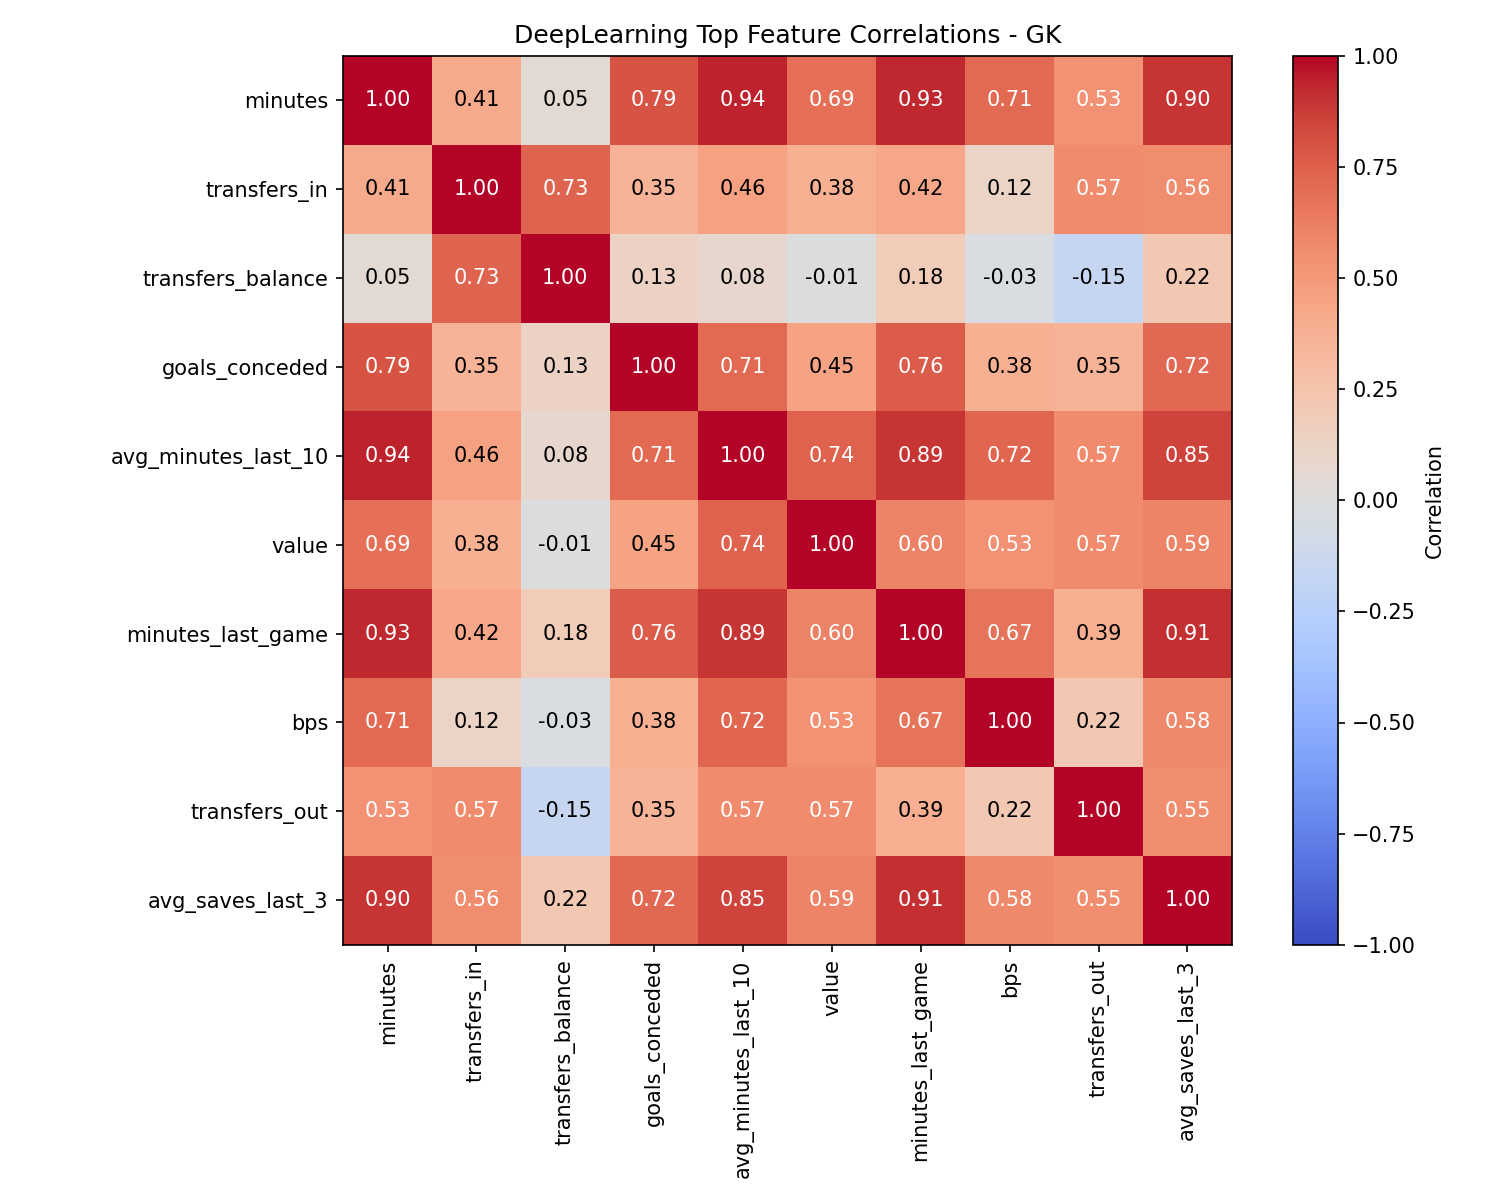 DeepLearning Top Feature Correlations - GK
minutes 1.00 0.41 0.05 0.79 0.94 0.69 0.93 0.71 0.53 0.90
transfers_in 0.41 1.00 0.73 0.35 0.46 0.38 0.42 0.12 0.57 0.56
transfers_balance 0.05 0.73 1.00 0.13 0.08 -0.01 0.18 -0.03 -0.15 0.22
goals_conceded 0.79 0.35 0.13 1.00 0.71 0.45 0.76 0.38 0.35 0.72
avg_minutes_last_10 0.94 0.46 0.08 0.71 1.00 0.74 0.89 0.72 0.57 0.85
value 0.69 0.38 -0.01 0.45 0.74 1.00 0.60 0.53 0.57 0.59
minutes_last_game 0.93 0.42 0.18 0.76 0.89 0.60 1.00 0.67 0.39 0.91
bps 0.71 0.12 -0.03 0.38 0.72 0.53 0.67 1.00 0.22 0.58
transfers_out 0.53 0.57 -0.15 0.35 0.57 0.57 0.39 0.22 1.00 0.55
avg_saves_last_3 0.90 0.56 0.22 0.72 0.85 0.59 0.91 0.58 0.55 1.00
minutes
transfers_in
transfers_balance
goals_conceded
avg_minutes_last_10
value
minutes_last_game
bps
transfers_out
avg_saves_last_3
1.00
0.75
0.50
0.25
0.00
−0.25
−0.50
−0.75
−1.00
Correlation